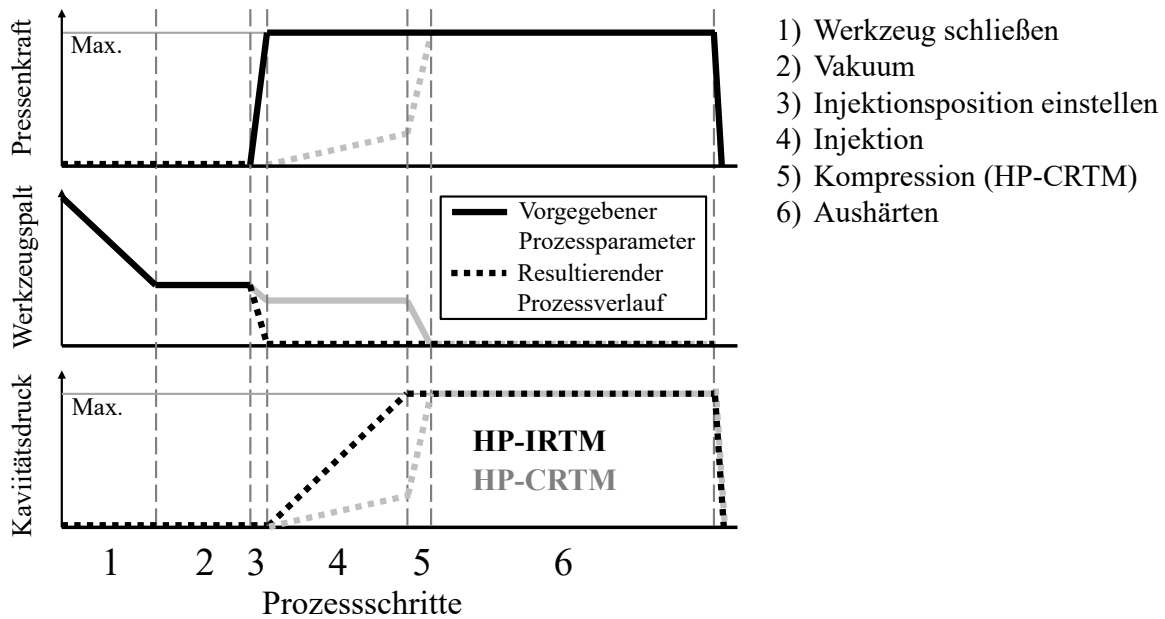 Pressenkraft
Max.
1) Werkzeug schließen
2) Vakuum
3) Injektionsposition einstellen
4) Injektion
5) Kompression (HP-CRTM)
6) Aushärten
Werkzeugspalt
Vorgegebener
Prozessparameter
Resultierender
Prozessverlauf
Kaviitätsdruck
Max.
HP-IRTM
HP-CRTM
1 2 3 4 5 6
Prozessschritte